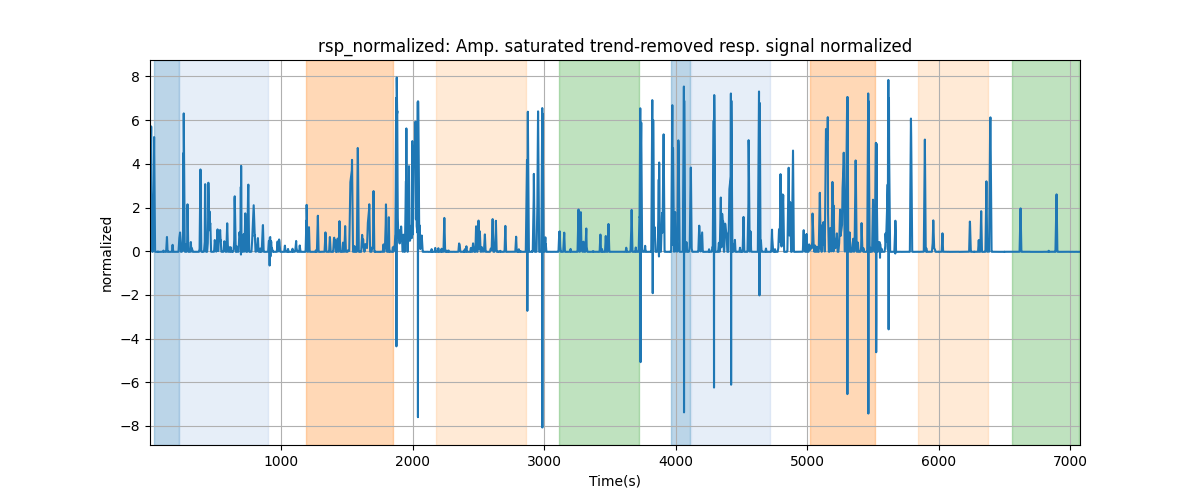 rsp_normalized: Amp. saturated trend-removed resp. signal normalized
8
6
4
2
0
−2
−4
−6
−8
normalized
1000 2000 3000 4000 5000 6000 7000
Time(s)